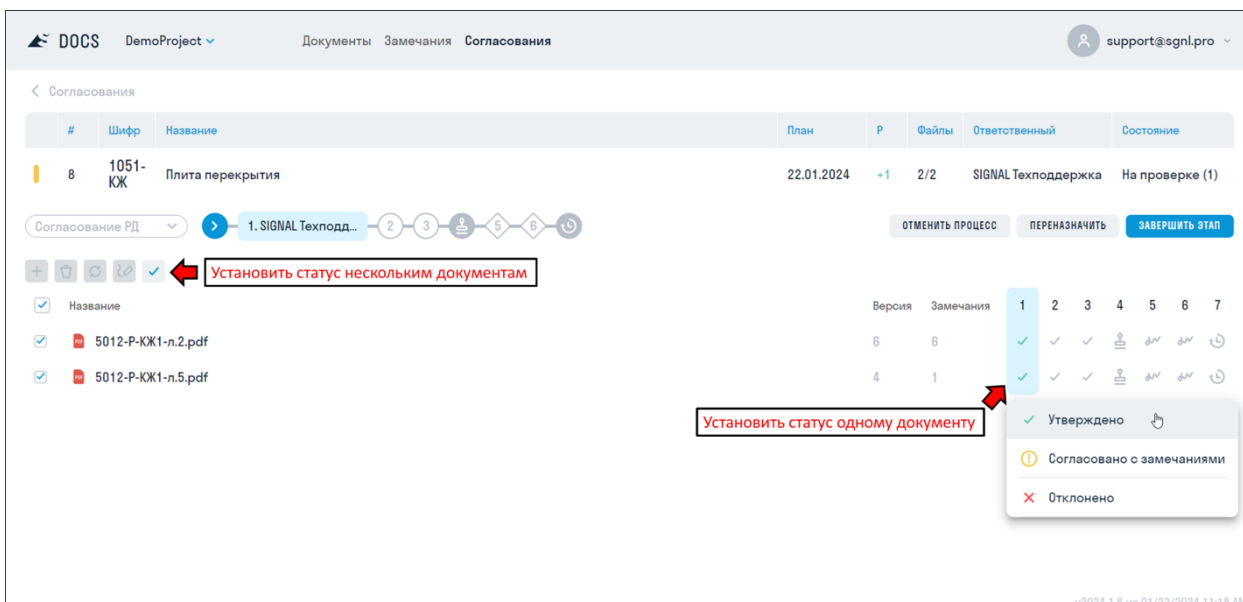 DOCS DemoProject Документы Замечания Согласования support@sgnl.pro
Согласования
# Шифр Название План Р Файлы Ответственный Состояние
8 1051-КЖ Плита перекрытия 22.01.2024 +1 2/2 SIGNAL Техподдержка На проверке (1)
Согласование РД 1. SIGNAL Техподд... 2 3 5 6 ОТМЕНИТЬ ПРОЦЕСС ПЕРЕНАЗНАЧИТЬ ЗАВЕРШИТЬ ЭТАП
Установить статус нескольким документам
Название Версия Замечания 1 2 3 4 5 6 7
PDF 5012-Р-КЖ1-л.2.pdf 6 6
PDF 5012-Р-КЖ1-л.5.pdf 4 1
Установить статус одному документу
Утверждено
Согласовано с замечаниями
Отклонено